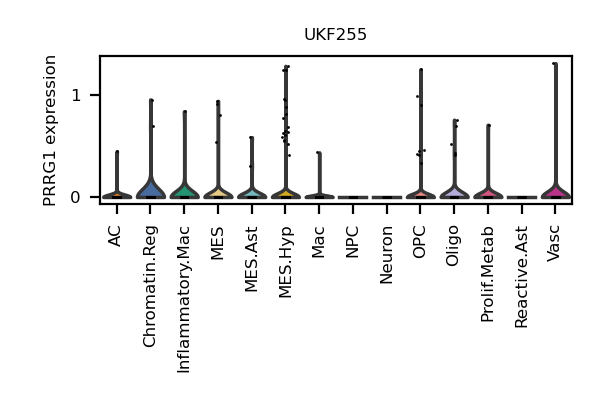 UKF255
PRRG1 expression
1
0
AC
Chromatin.Reg
Inflammatory.Mac
MES
MES.Ast
MES.Hyp
Mac
NPC
Neuron
OPC
Oligo
Prolif.Metab
Reactive.Ast
Vasc